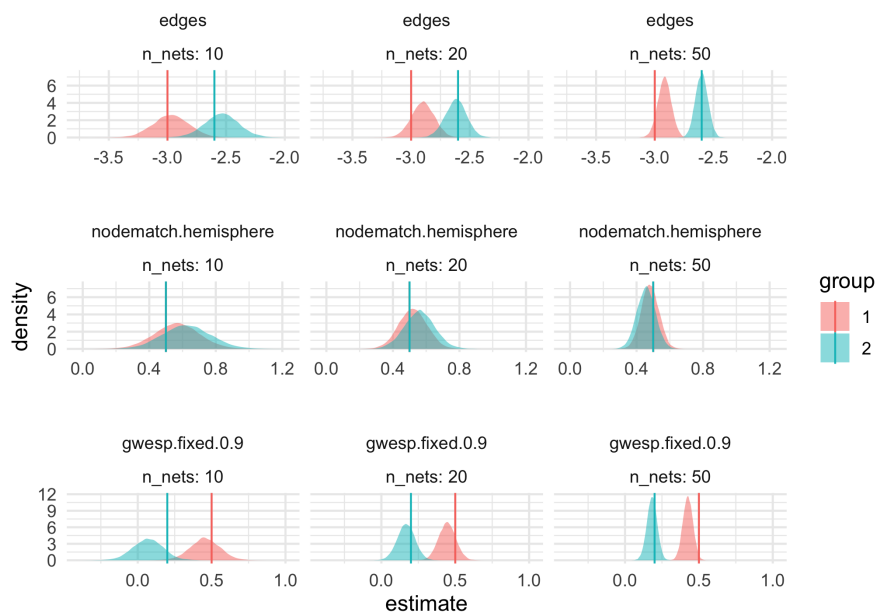 edges edges edges
n_nets: 10 n_nets: 20 n_nets: 50
6
4
2
0
-3.5 -3.0 -2.5 -2.0 -3.5 -3.0 -2.5 -2.0 -3.5 -3.0 -2.5 -2.0
nodematch.hemisphere nodematch.hemisphere nodematch.hemisphere
n_nets: 10 n_nets: 20 n_nets: 50
6
4
2
0
0.0 0.4 0.8 1.2 0.0 0.4 0.8 1.2 0.0 0.4 0.8 1.2
gwesp.fixed.0.9 gwesp.fixed.0.9 gwesp.fixed.0.9
n_nets: 10 n_nets: 20 n_nets: 50
12
9
6
3
0
0.0 0.5 1.0 0.0 0.5 1.0 0.0 0.5 1.0
estimate
density
group
1
2